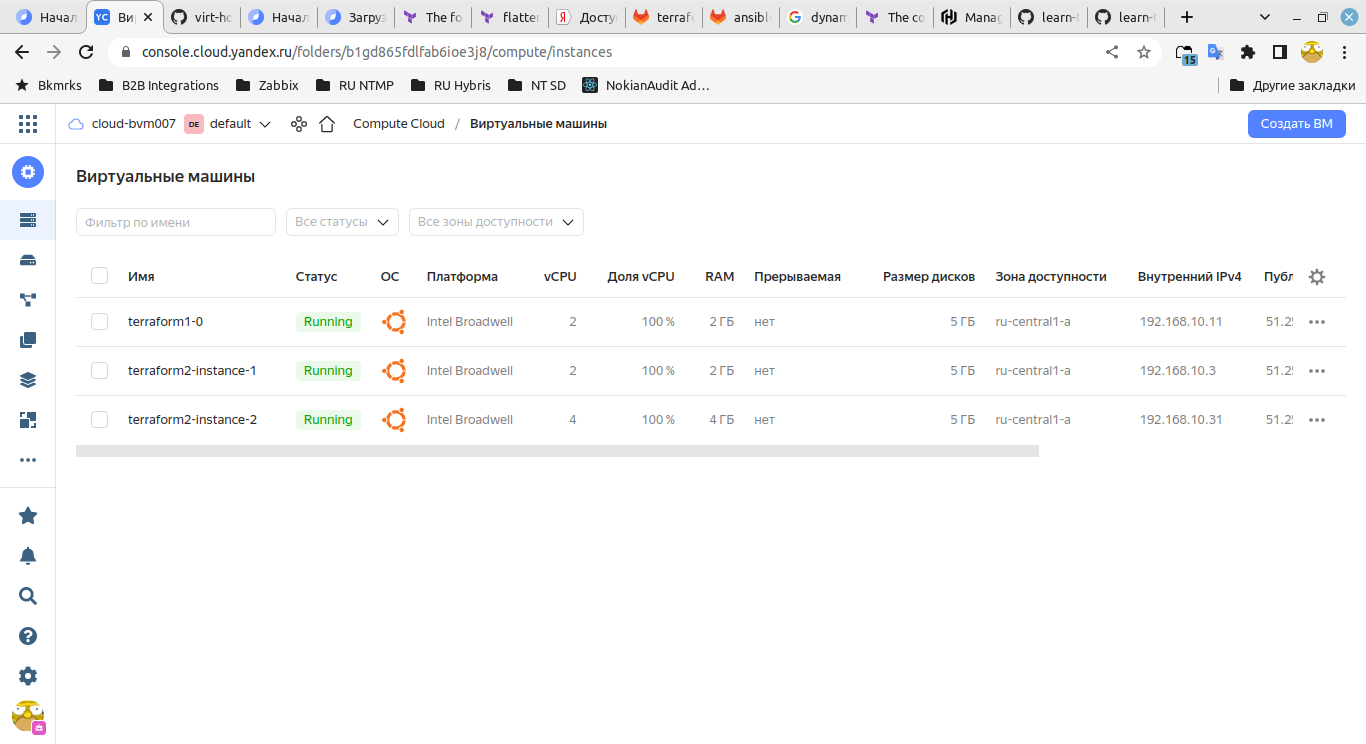 Начал
YC Ви
virt-ho
Начал
Загруз
The fo
flatter
Я Досту
terrafo
ansible
G dynam
The co
Manag
learn-t
learn-t
console.cloud.yandex.ru/folders/b1gd865fdlfab6ioe3j8/compute/instances
15
Bkmrks B2B Integrations Zabbix RU NTMP RU Hybris NT SD NokianAudit Ad... Другие закладки
cloud-bvm007 DE default Compute Cloud / Виртуальные машины Создать ВМ
Виртуальные машины
Фильтр по имени Все статусы Все зоны доступности
Имя Статус ОС Платформа vCPU Доля vCPU RAM Прерываемая Размер дисков Зона доступности Внутренний IPv4 Публ
terraform1-0 Running Intel Broadwell 2 100 % 2 ГБ нет 5 ГБ ru-central1-a 192.168.10.11 51.25
terraform2-instance-1 Running Intel Broadwell 2 100 % 2 ГБ нет 5 ГБ ru-central1-a 192.168.10.3 51.25
terraform2-instance-2 Running Intel Broadwell 4 100 % 4 ГБ нет 5 ГБ ru-central1-a 192.168.10.31 51.25